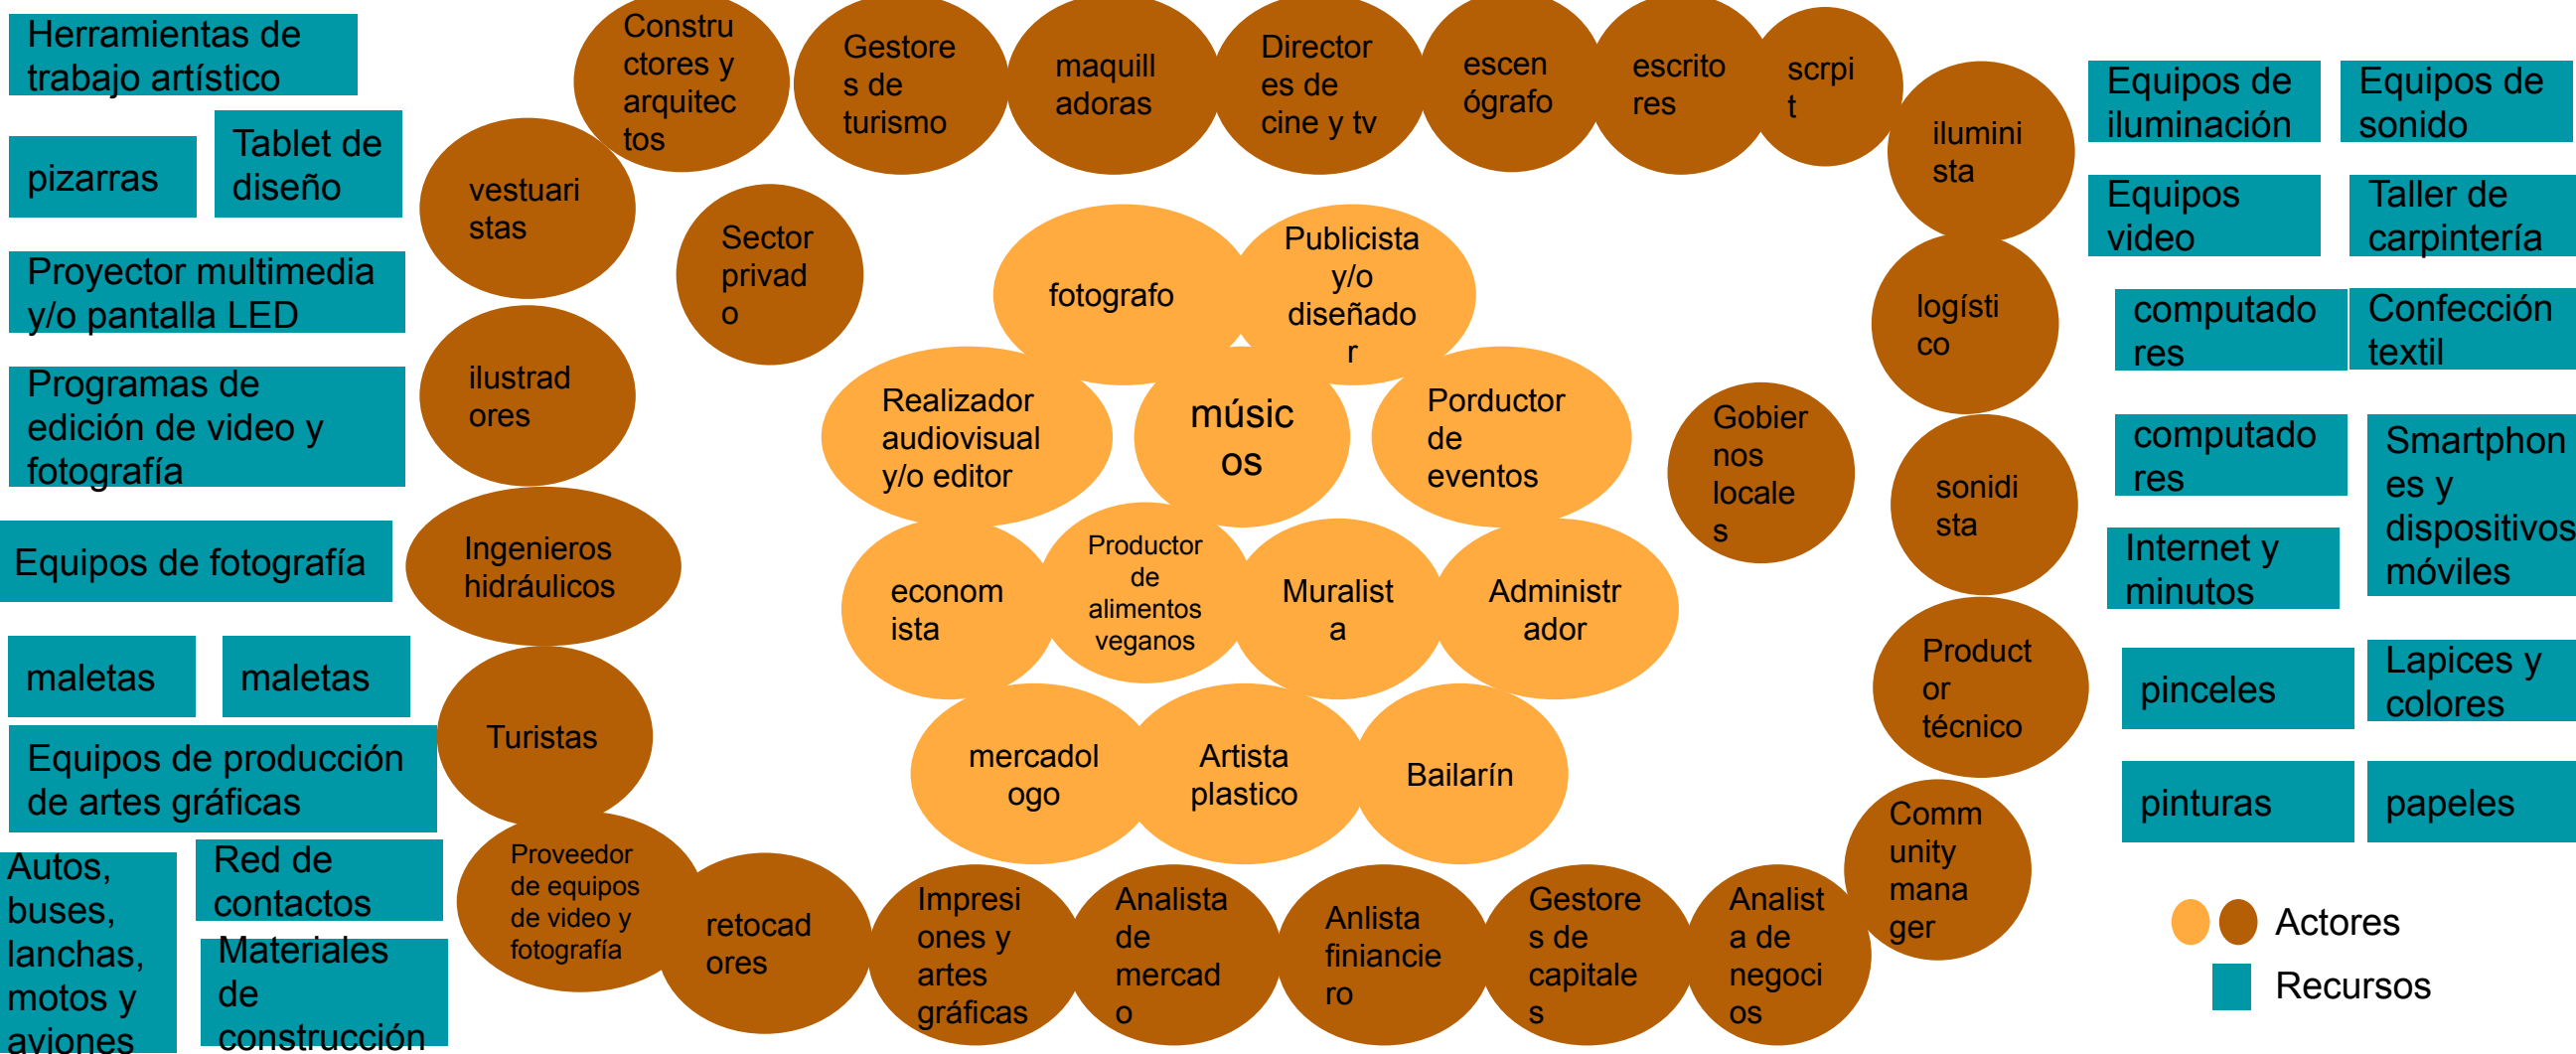 Herramientas de
trabajo artístico
pizarras
Tablet de
diseño
Proyector multimedia
y/o pantalla LED
Programas de
edición de video y
fotografía
Equipos de fotografía
maletas
maletas
Equipos de producción
de artes gráficas
Autos,
buses,
lanchas,
motos y
aviones
Red de
contactos
Materiales
de
construcción
Constru
ctores y
arquitec
tos
Gestore
s de
turismo
maquill
adoras
Director
es de
cine y tv
escen
ógrafo
escrito
res
scrpi
t
ilumini
sta
vestuari
stas
Sector
privad
o
ilustrad
ores
Ingenieros
hidráulicos
Turistas
Proveedor
de equipos
de video y
fotografía
retocad
ores
Impresi
ones y
artes
gráficas
Analista
de
mercad
o
Anlista
finiancie
ro
Gestore
s de
capitale
s
Analist
a de
negoci
os
Comm
unity
mana
ger
Product
or
técnico
sonidi
sta
logísti
co
Gobier
nos
locale
s
fotografo
Publicista
y/o
diseñado
r
Realizador
audiovisual
y/o editor
músic
os
Porductor
de
eventos
econom
ista
Productor
de
alimentos
veganos
Muralist
a
Administr
ador
mercadol
ogo
Artista
plastico
Bailarín
Equipos de
iluminación
Equipos de
sonido
Equipos
video
Taller de
carpintería
computado
res
Confección
textil
computado
res
Smartphon
es y
dispositivos
móviles
Internet y
minutos
pinceles
Lapices y
colores
pinturas
papeles
Actores
Recursos